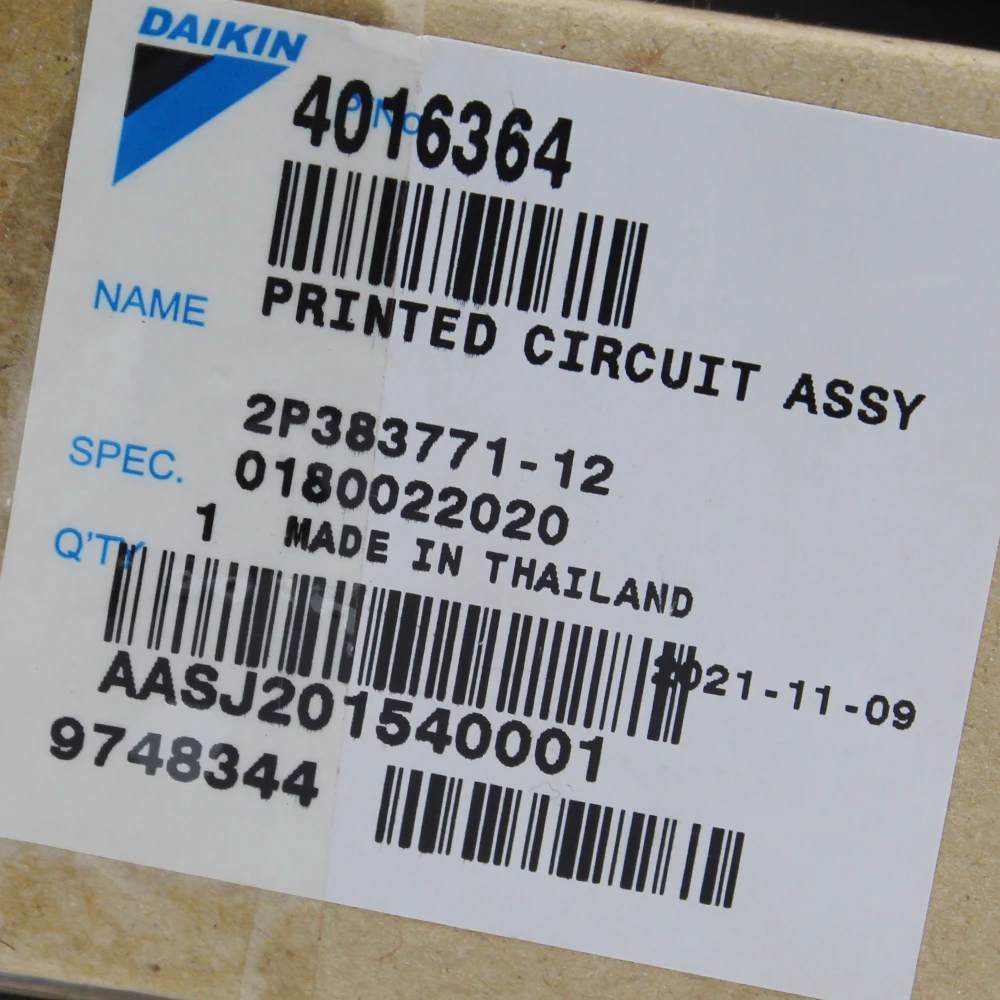 DAIKIN
P/No
4016364
NAME PRINTED CIRCUIT ASSY
SPEC. 2P383771-12
0180022020
Q'TY 1 MADE IN THAILAND
2021-11-09
AASJ201540001
9748344